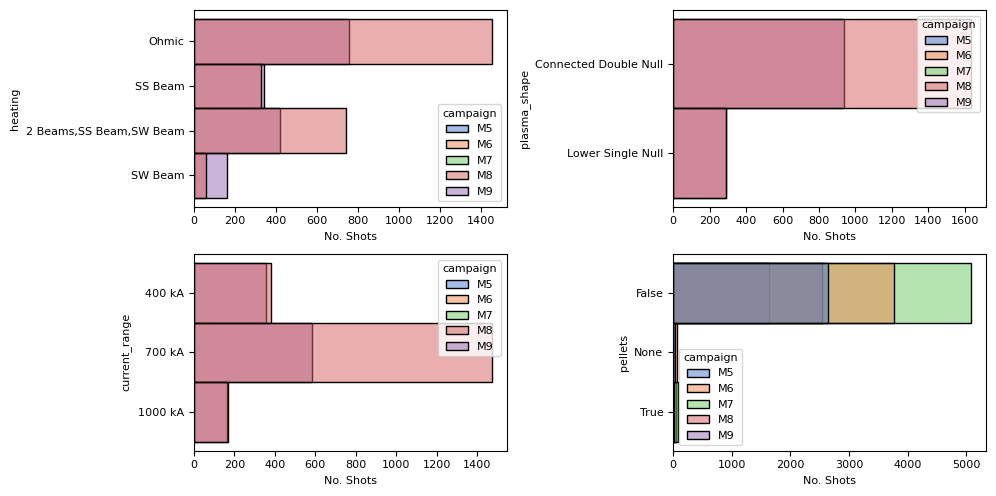 heating
Ohmic
SS Beam
2 Beams,SS Beam,SW Beam
SW Beam
0 200 400 600 800 1000 1200 1400
No. Shots
campaign
M5
M6
M7
M8
M9
plasma_shape
Connected Double Null
Lower Single Null
0 200 400 600 800 1000 1200 1400 1600
No. Shots
campaign
M5
M6
M7
M8
M9
current_range
400 kA
700 kA
1000 kA
0 200 400 600 800 1000 1200 1400
No. Shots
campaign
M5
M6
M7
M8
M9
pellets
False
None
True
0 1000 2000 3000 4000 5000
No. Shots
campaign
M5
M6
M7
M8
M9